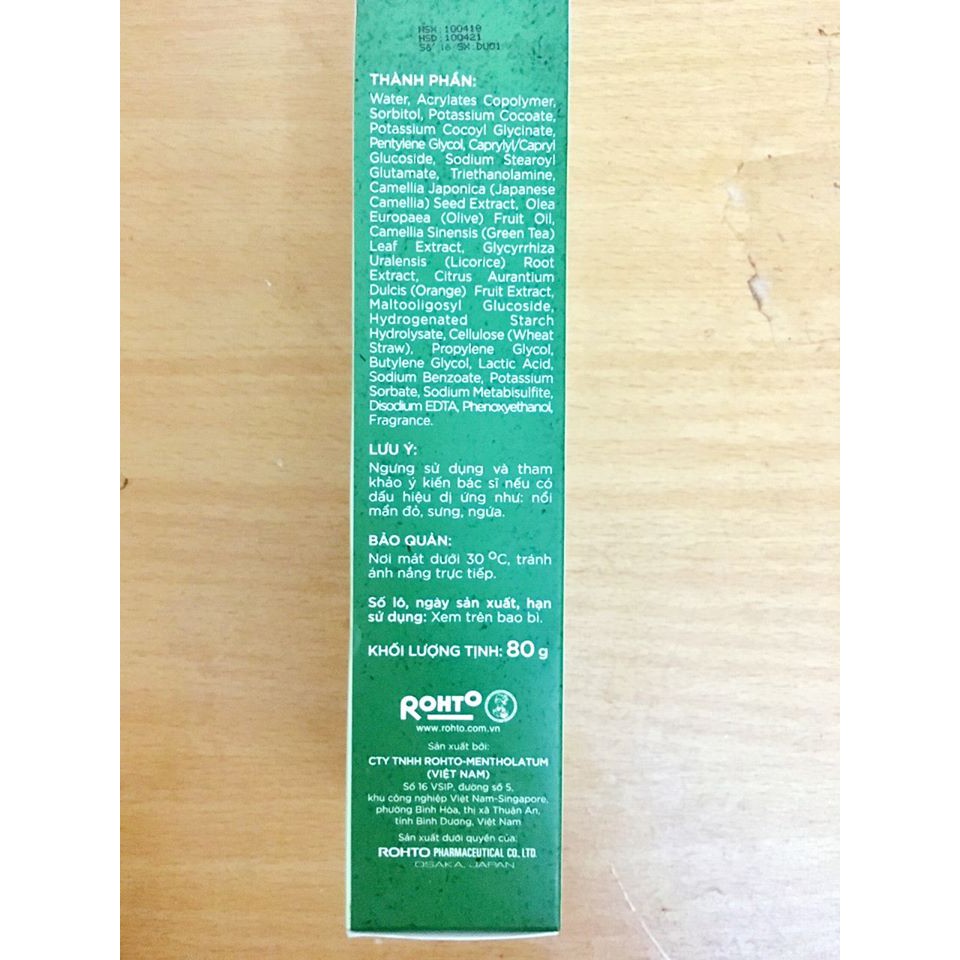 NSX:100418
HSD:100421
Số lô SX DU01
THÀNH PHẦN:
Water, Acrylates Copolymer,
Sorbitol, Potassium Cocoate,
Potassium Cocoyl Glycinate,
Pentylene Glycol, Caprylyl/Capryl
Glucoside, Sodium Stearoyl
Glutamate, Triethanolamine,
Camellia Japonica (Japanese
Camellia) Seed Extract, Olea
Europaea (Olive) Fruit Oil,
Camellia Sinensis (Green Tea)
Leaf Extract, Glycyrrhiza
Uralensis (Licorice) Root
Extract, Citrus Aurantium
Dulcis (Orange) Fruit Extract,
Maltooligosyl Glucoside,
Hydrogenated Starch
Hydrolysate, Cellulose (Wheat
Straw), Propylene Glycol,
Butylene Glycol, Lactic Acid,
Sodium Benzoate, Potassium
Sorbate, Sodium Metabisulfite,
Disodium EDTA, Phenoxyethanol,
Fragrance.
LƯU Ý:
Ngưng sử dụng và tham
khảo ý kiến bác sĩ nếu có
dấu hiệu dị ứng như: nổi
mẩn đỏ, sưng, ngứa.
BẢO QUẢN:
Nơi mát dưới 30 °C, tránh
ánh nắng trực tiếp.
Số lô, ngày sản xuất, hạn
sử dụng: Xem trên bao bì.
KHỐI LƯỢNG TỊNH: 80 g
ROHTO
www.rohto.com.vn
Sản xuất bởi:
CTY TNHH ROHTO-MENTHOLATUM
(VIỆT NAM)
Số 16 VSIP, đường số 5,
khu công nghiệp Việt Nam-Singapore,
phường Bình Hòa, thị xã Thuận An,
tỉnh Bình Dương, Việt Nam
Sản xuất dưới quyền của:
ROHTO PHARMACEUTICAL CO., LTD.
OSAKA, JAPAN